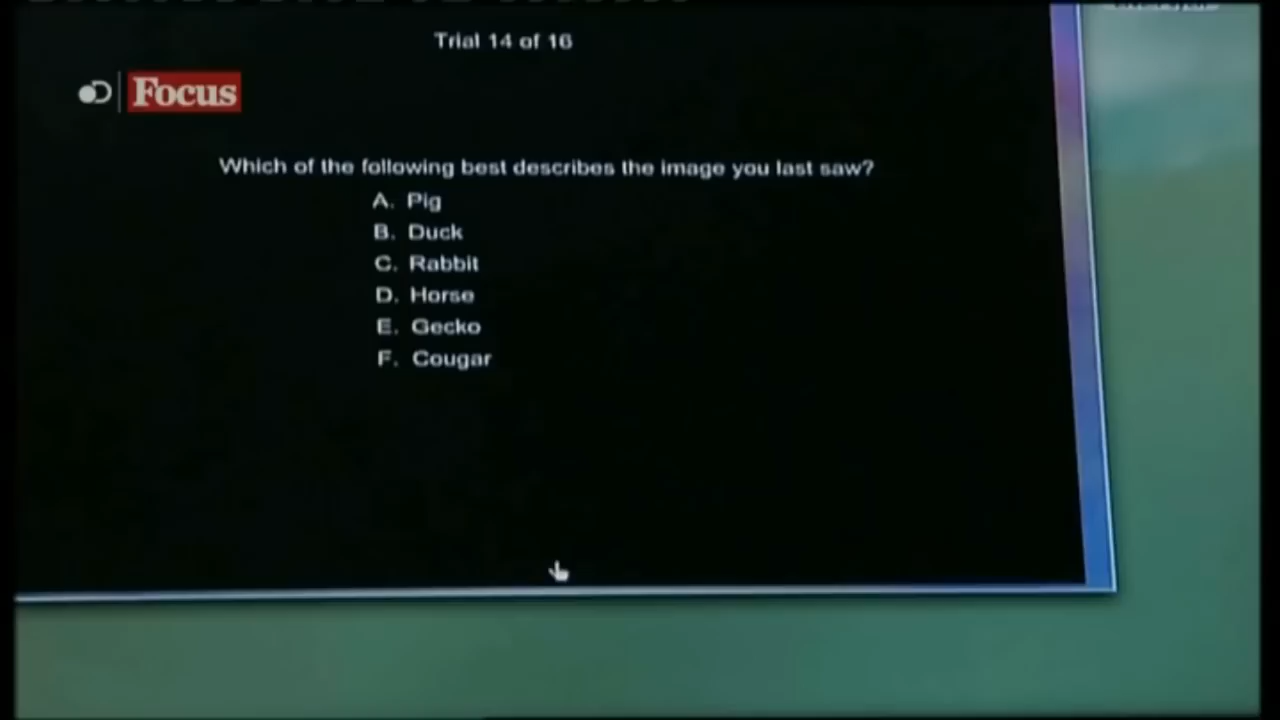 Trial 14 of 16
Focus
Which of the following best describes the image you last saw?
A. Pig
B. Duck
C. Rabbit
D. Horse
E. Gecko
F. Cougar